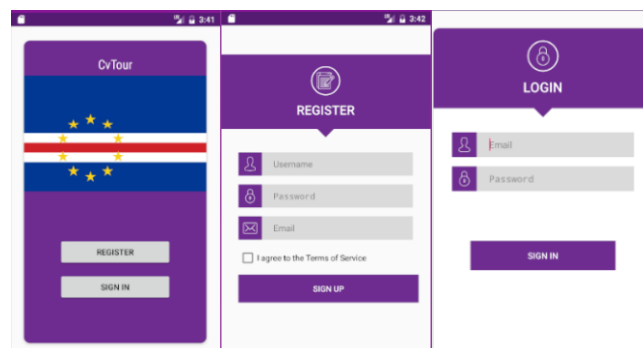 3:41
CvTour
REGISTER
SIGN IN
3:42
REGISTER
Username
Password
Email
I agree to the Terms of Service
SIGN UP
LOGIN
Email
Password
SIGN IN